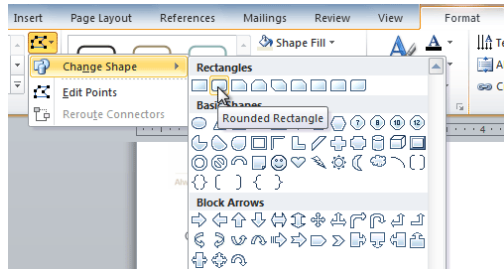 Insert Page Layout References Mailings Review View Format
Shape Fill
Change Shape
Edit Points
Reroute Connectors
Rectangles
Basic Shapes
Rounded Rectangle
Block Arrows